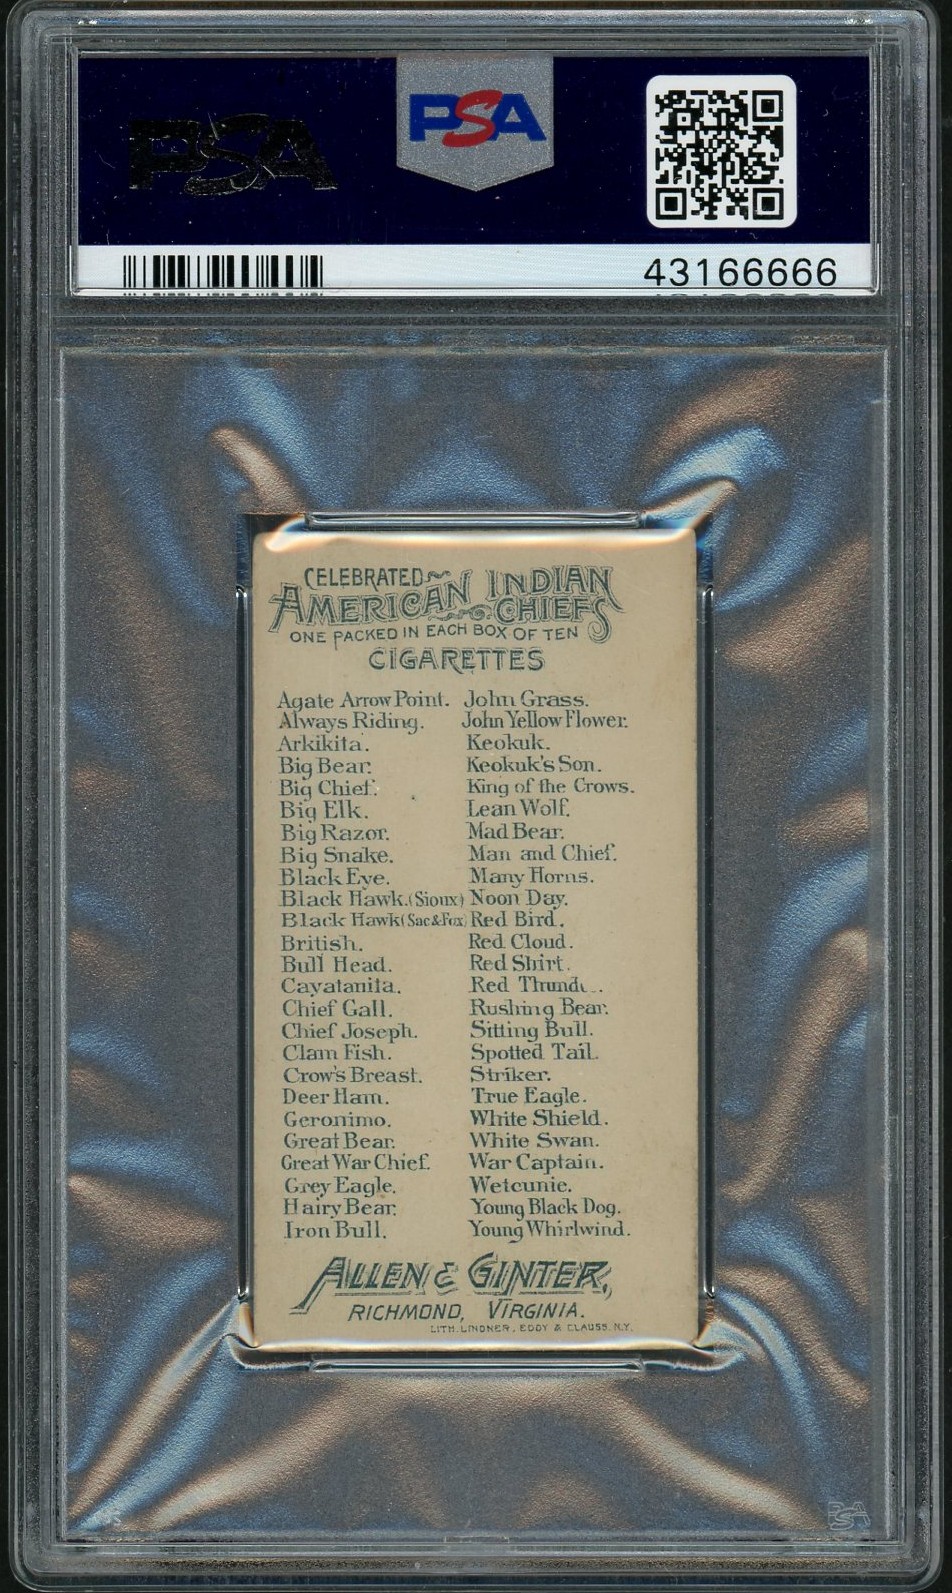 PSA
PSA
43166666
CELEBRATED
AMERICAN INDIAN
CHIEFS
ONE PACKED IN EACH BOX OF TEN
CIGARETTES
Agate Arrow Point. John Grass.
Always Riding. John Yellow Flower.
Arkikita. Keokuk.
Big Bear. Keokuk's Son.
Big Chief. King of the Crows.
Big Elk. Lean Wolf.
Big Razor. Mad Bear.
Big Snake. Man and Chief.
Black Eye. Many Horns.
Black Hawk.(Sioux) Noon Day.
Black Hawk(Sac&Fox) Red Bird.
British. Red Cloud.
Bull Head. Red Shirt.
Cayatanita. Red
Chief Gall. Rushing Bear.
Chief Joseph. Sitting Bull.
Clam Fish. Spotted Tail.
Crow's Breast. Striker.
Deer Ham. True Eagle.
Geronimo. White Shield.
Great Bear. White Swan.
Great War Chief. War Captain.
Grey Eagle. Wetcunie.
Hairy Bear. Young Black Dog.
Iron Bull. Young Whirlwind.
ALLEN & GINTER,
RICHMOND, VIRGINIA.
LITH. LINDNER, EDDY & CLAUSS. N.Y.
PSA